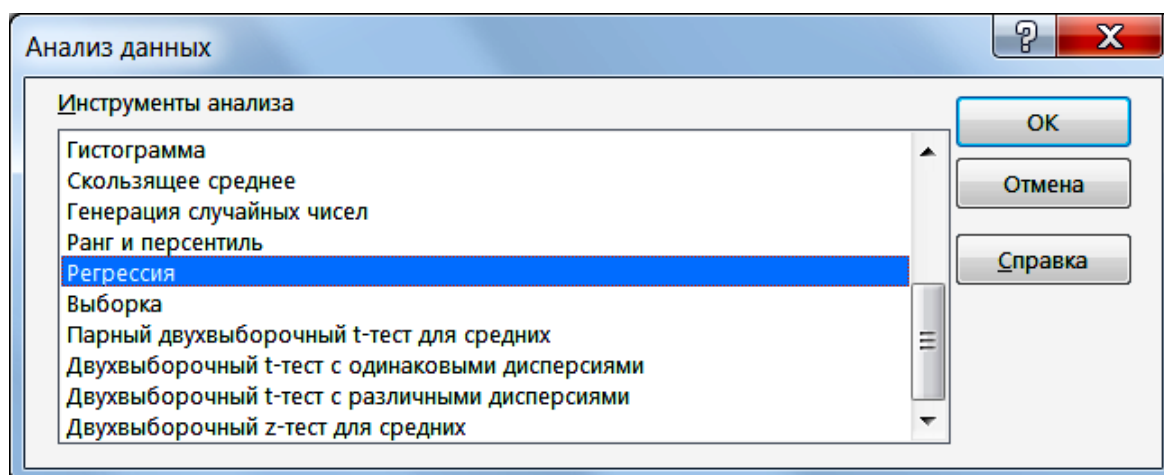 Анализ данных
Инструменты анализа
Гистограмма
Скользящее среднее
Генерация случайных чисел
Ранг и персентиль
Регрессия
Выборка
Парный двухвыборочный t-тест для средних
Двухвыборочный t-тест с одинаковыми дисперсиями
Двухвыборочный t-тест с различными дисперсиями
Двухвыборочный z-тест для средних
ОК
Отмена
Справка